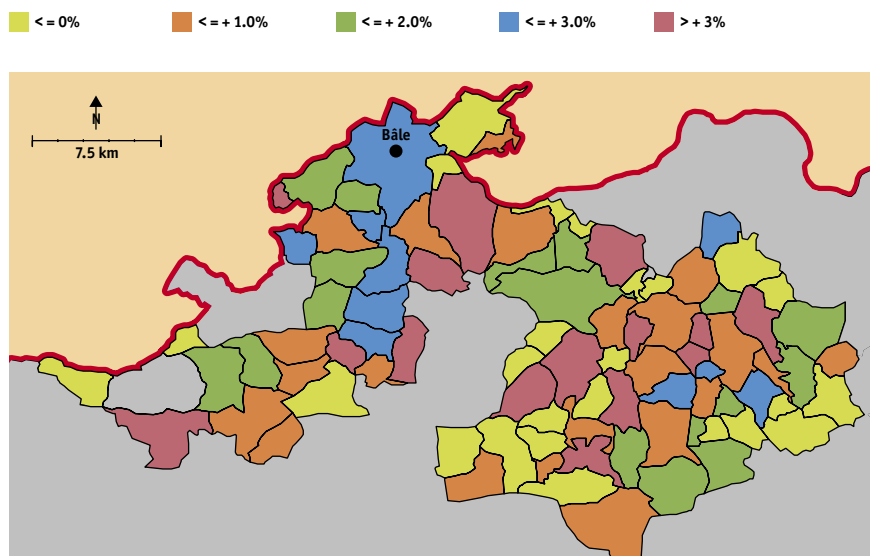 < = 0% < = + 1.0% < = + 2.0% < = + 3.0% > + 3%
N
7.5 km
Bâle